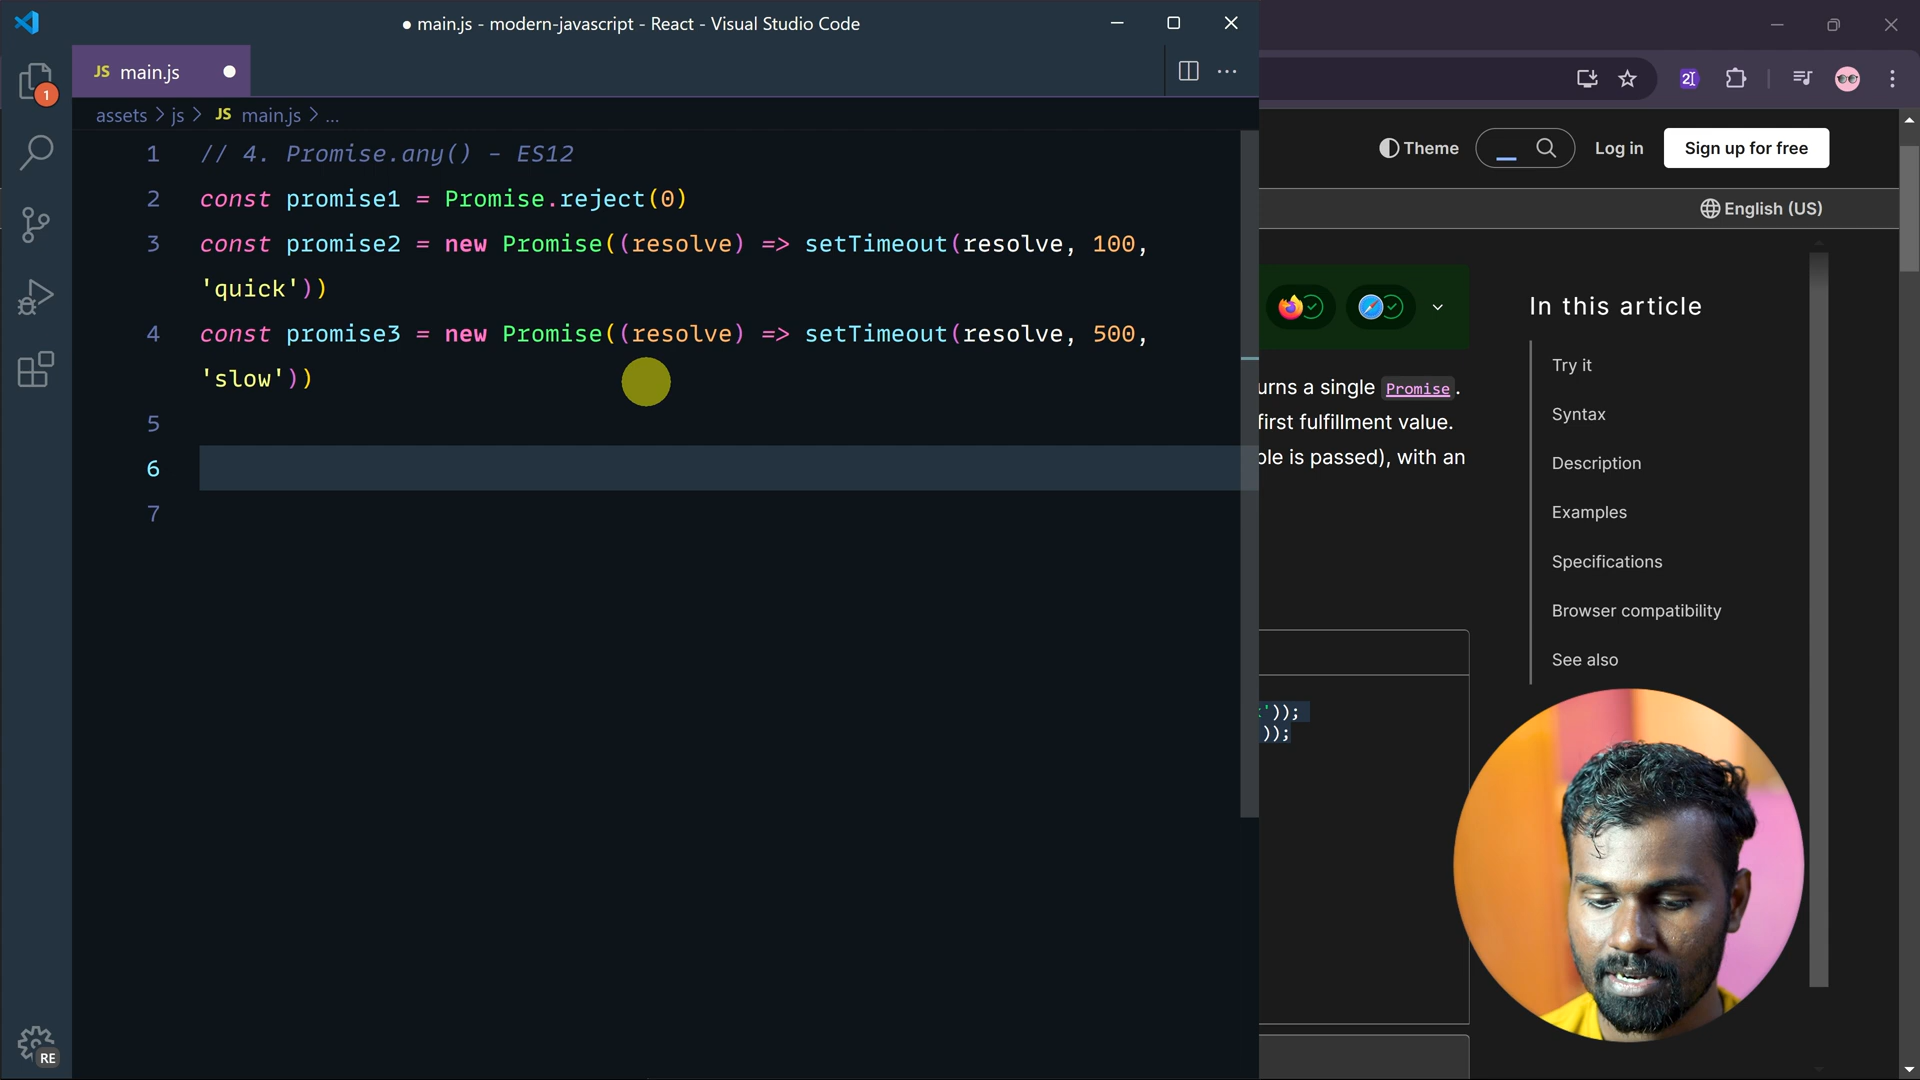 ● main.js - modern-javascript - React - Visual Studio Code
JS main.js
assets > js > JS main.js > ...
1
1 // 4. Promise.any() - ES12
2 const promise1 = Promise.reject(0)
3 const promise2 = new Promise((resolve) => setTimeout(resolve, 100,
'quick'))
4 const promise3 = new Promise((resolve) => setTimeout(resolve, 500,
'slow'))
5
6
7
RE
Theme
Log in
Sign up for free
English (US)
urns a single Promise.
first fulfillment value.
ble is passed), with an
'));
));
In this article
Try it
Syntax
Description
Examples
Specifications
Browser compatibility
See also